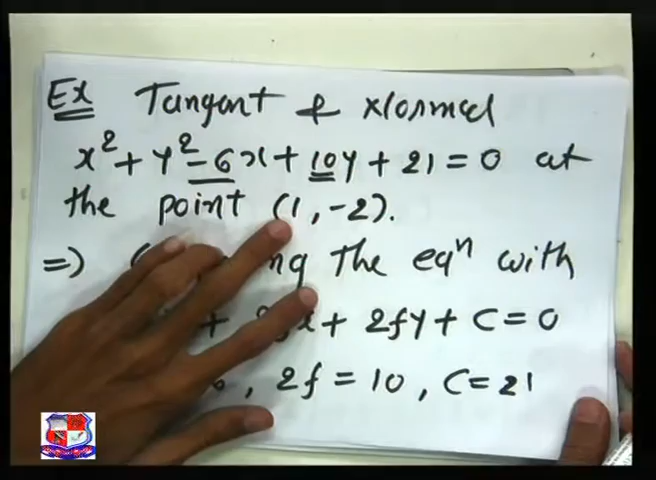 Ex Tangent & Normal
x² + y² - 6x + 10y + 21 = 0 at
the point (1, -2).
=> the eqⁿ with
+ 2fy + C = 0
, 2f = 10, C = 21